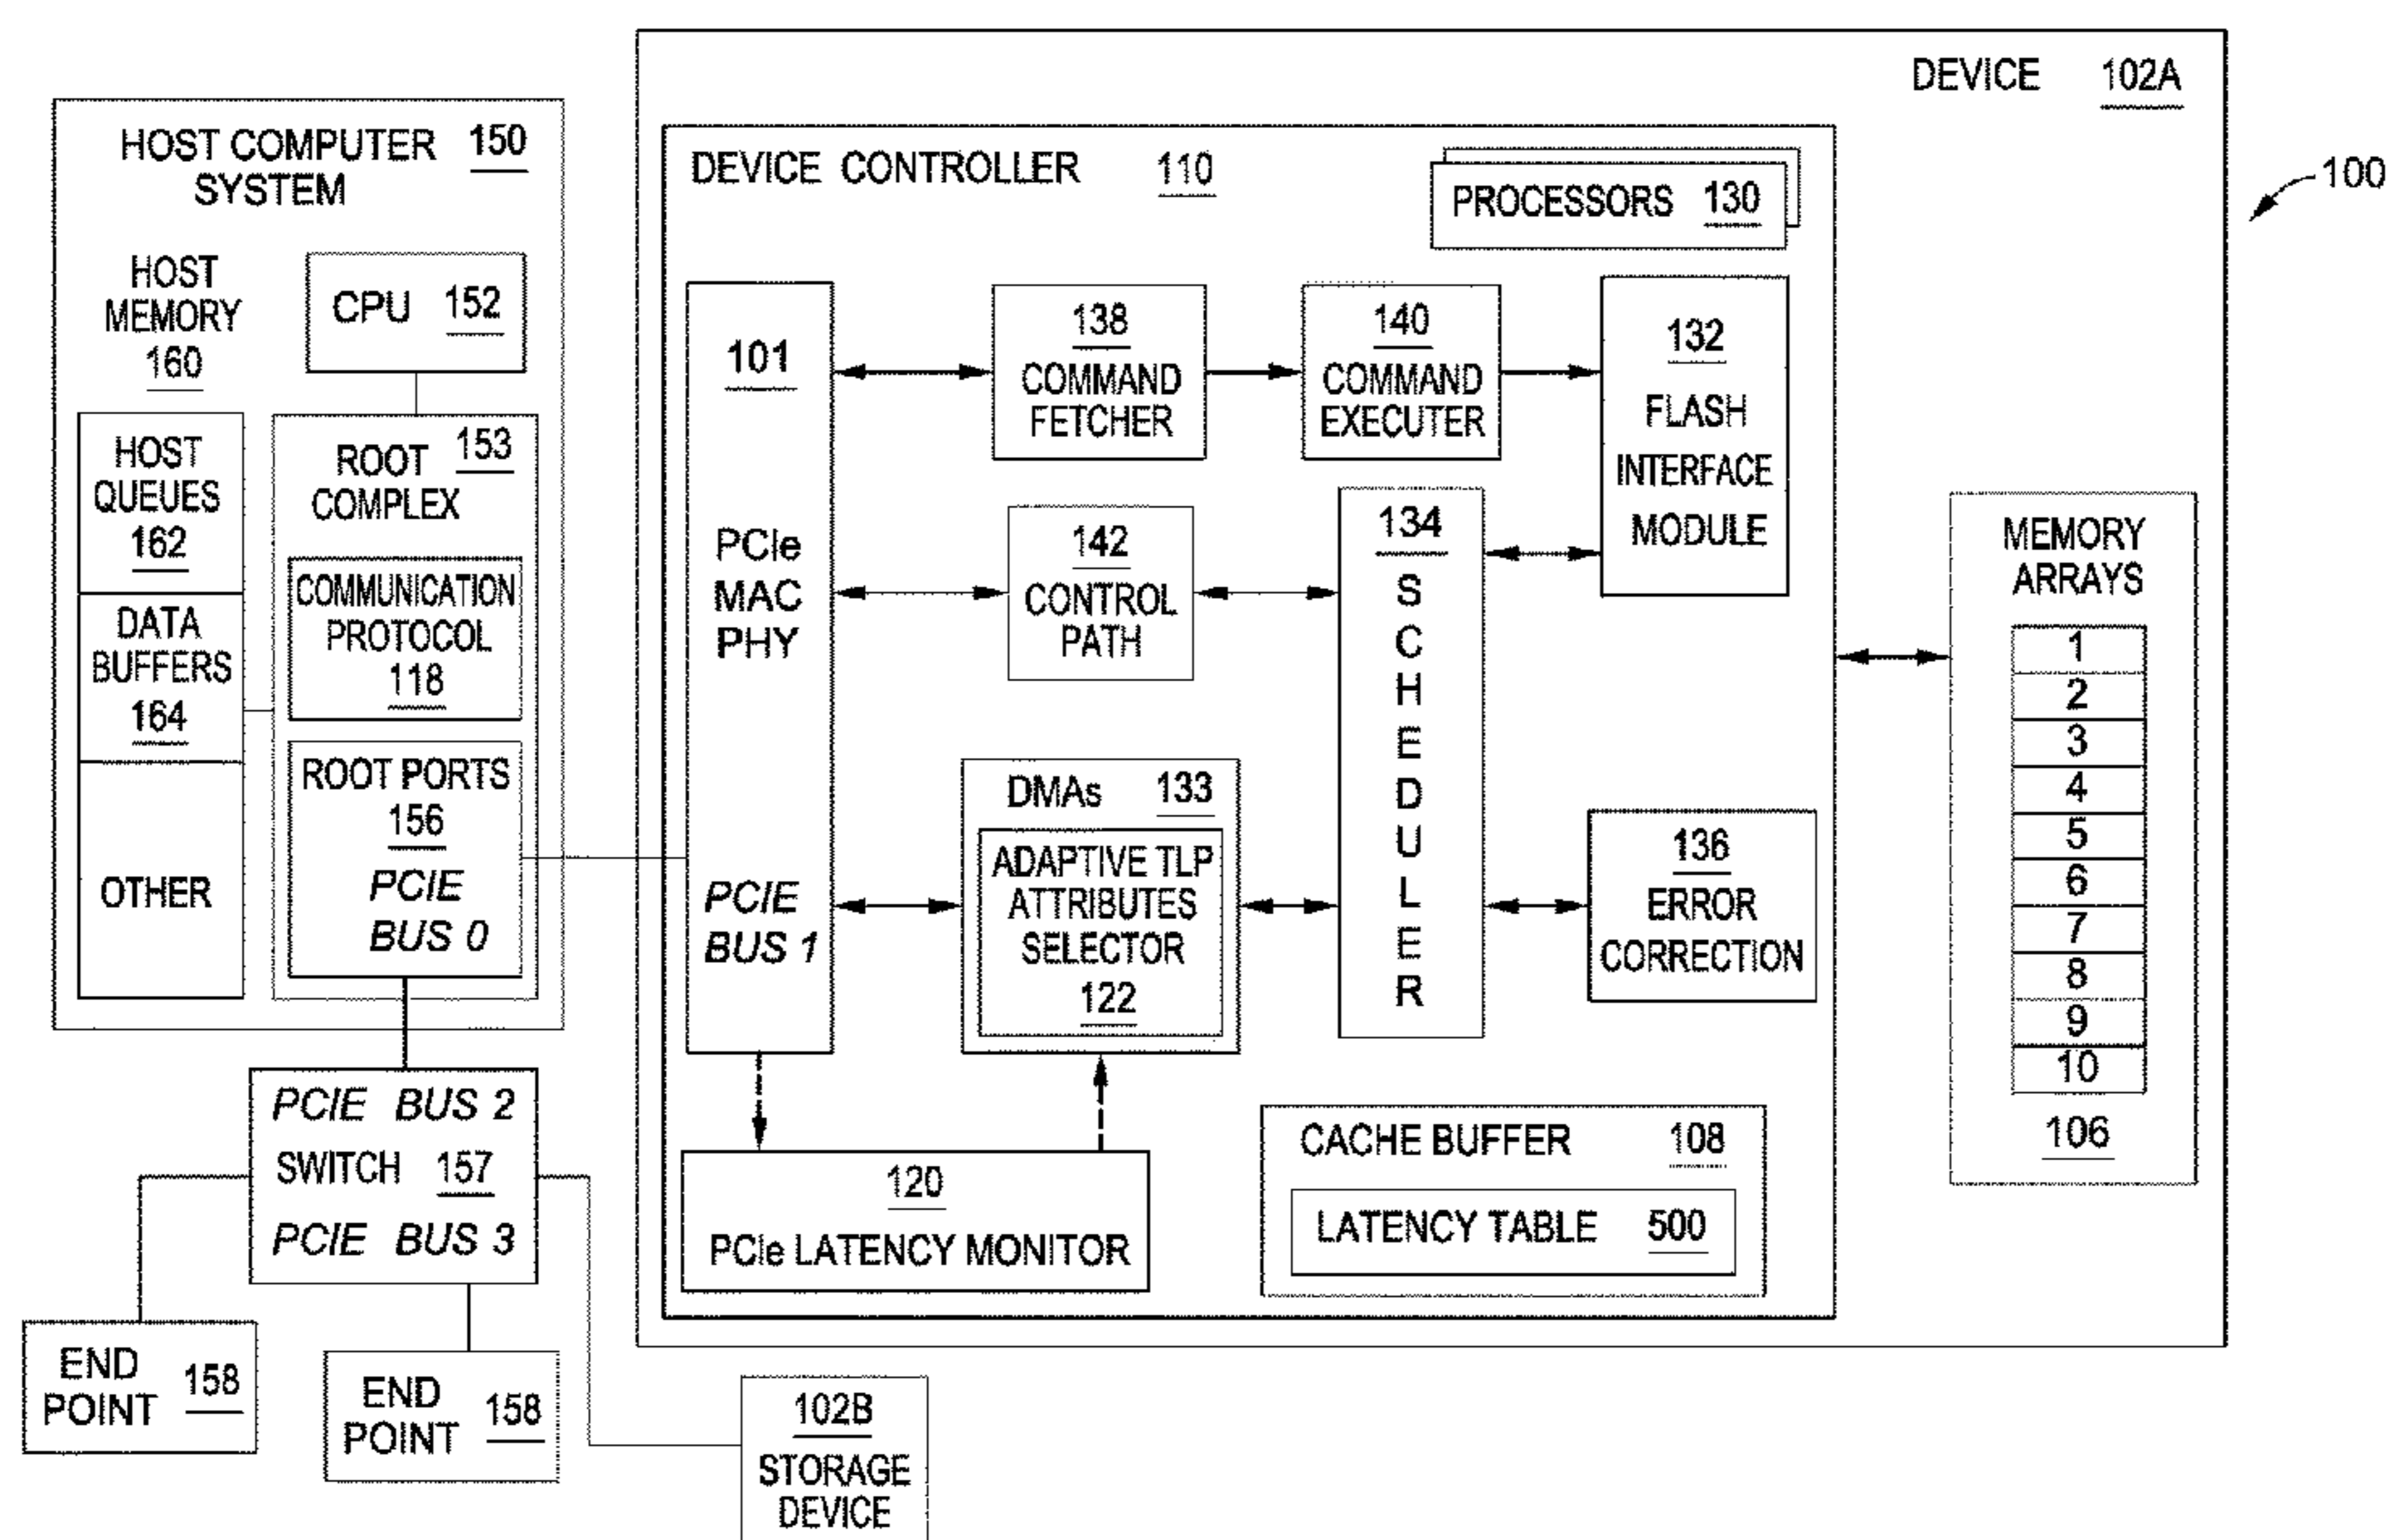 DEVICE 102A
100
HOST COMPUTER 150
SYSTEM
HOST
MEMORY
160
CPU 152
HOST
QUEUES
162
DATA
BUFFERS
164
OTHER
ROOT 153
COMPLEX
COMMUNICATION
PROTOCOL
118
ROOT PORTS
156
PCIE
BUS 0
PCIE BUS 2
SWITCH 157
PCIE BUS 3
END
POINT 158
END
POINT 158
102B
STORAGE
DEVICE
DEVICE CONTROLLER 110
PROCESSORS 130
101
PCIe
MAC
PHY
PCIE
BUS 1
138
COMMAND
FETCHER
140
COMMAND
EXECUTER
132
FLASH
INTERFACE
MODULE
142
CONTROL
PATH
134
S
C
H
E
D
U
L
E
R
DMAs 133
ADAPTIVE TLP
ATTRIBUTES
SELECTOR
122
136
ERROR
CORRECTION
120
PCIe LATENCY MONITOR
CACHE BUFFER 108
LATENCY TABLE 500
MEMORY
ARRAYS
1
2
3
4
5
6
7
8
9
10
106